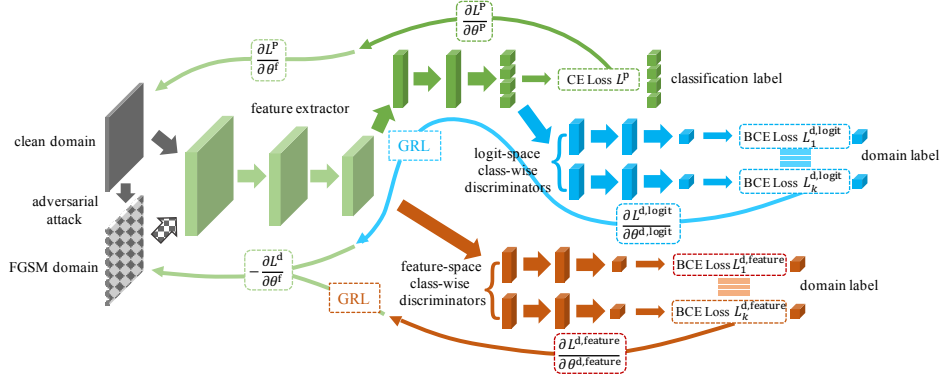 ∂L^P
∂θ^P
∂L^P
∂θ^f
CE Loss L^P
classification label
feature extractor
clean domain
GRL
logit-space
class-wise
discriminators
BCE Loss L_1^{d,logit}
domain label
BCE Loss L_k^{d,logit}
adversarial
attack
∂L^{d,logit}
∂θ^{d,logit}
FGSM domain
−∂L^d
∂θ^f
feature-space
class-wise
discriminators
BCE Loss L_1^{d,feature}
domain label
GRL
BCE Loss L_k^{d,feature}
∂L^{d,feature}
∂θ^{d,feature}